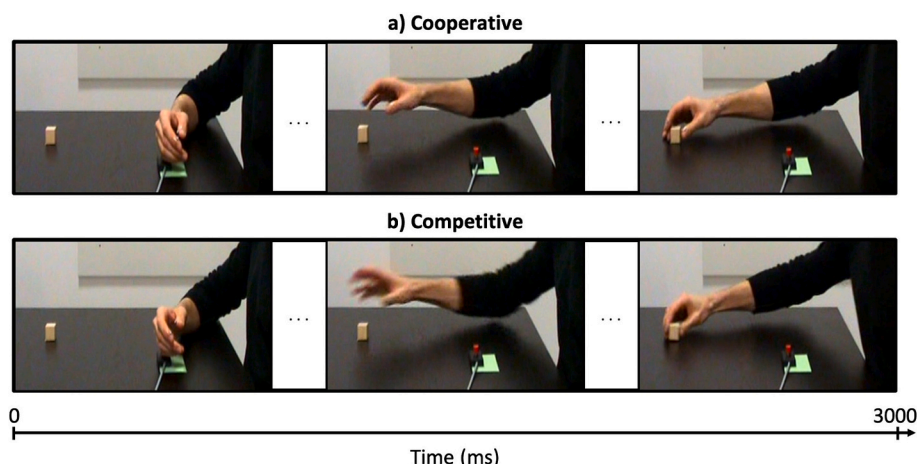 a) Cooperative
... ...
b) Competitive
... ...
0 3000
Time (ms)